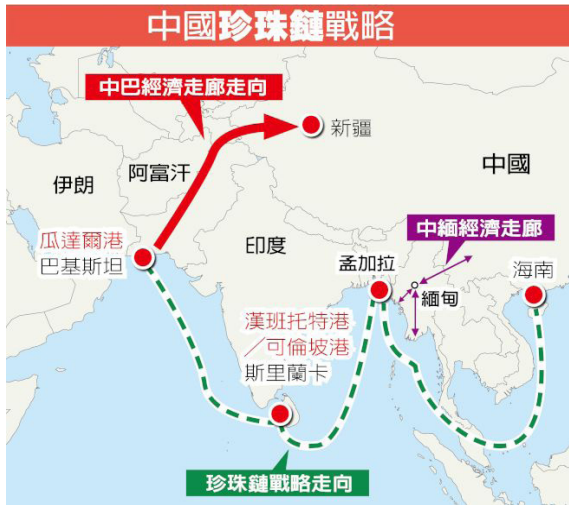 中國珍珠鏈戰略
中巴經濟走廊走向
新疆
阿富汗
中國
伊朗
瓜達爾港
巴基斯坦
印度
孟加拉
中緬經濟走廊
緬甸
海南
漢班托特港
／可倫坡港
斯里蘭卡
珍珠鏈戰略走向